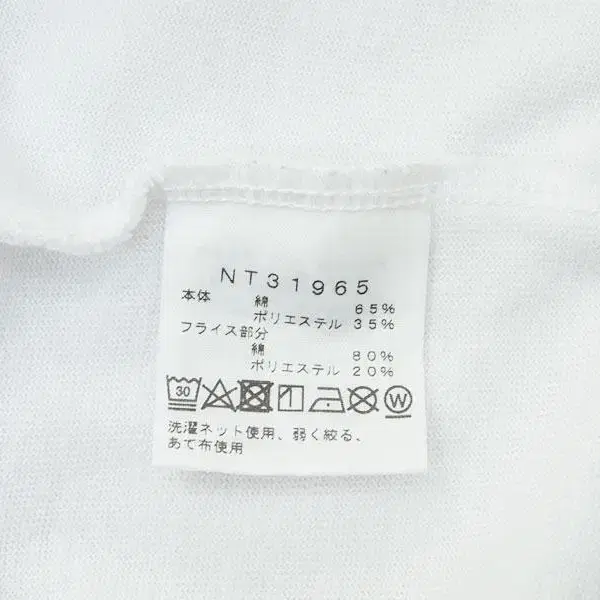 NT31965
本体 綿 65%
ポリエステル 35%
フライス部分
綿 80%
ポリエステル 20%
30 W
洗濯ネット使用、弱く絞る、
あて布使用